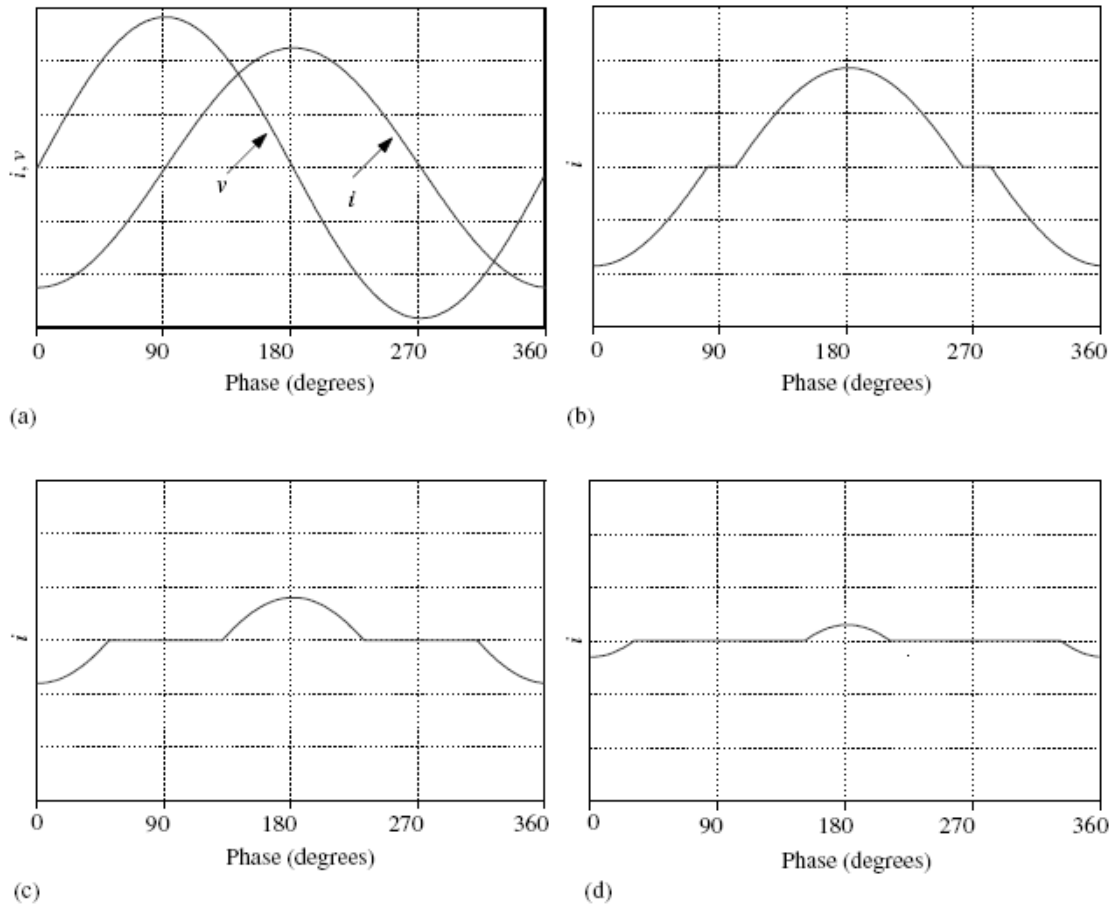 i, v
v
i
0 90 180 270 360
Phase (degrees)
(a)
i
0 90 180 270 360
Phase (degrees)
(b)
i
0 90 180 270 360
Phase (degrees)
(c)
i
0 90 180 270 360
Phase (degrees)
(d)